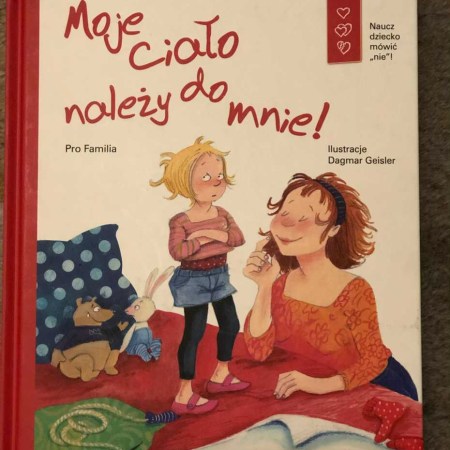 Moje
Ciało
należy do
mnie!
Naucz
dziecko
mówić
„nie”!
Pro Familia
Ilustracje
Dagmar Geisler